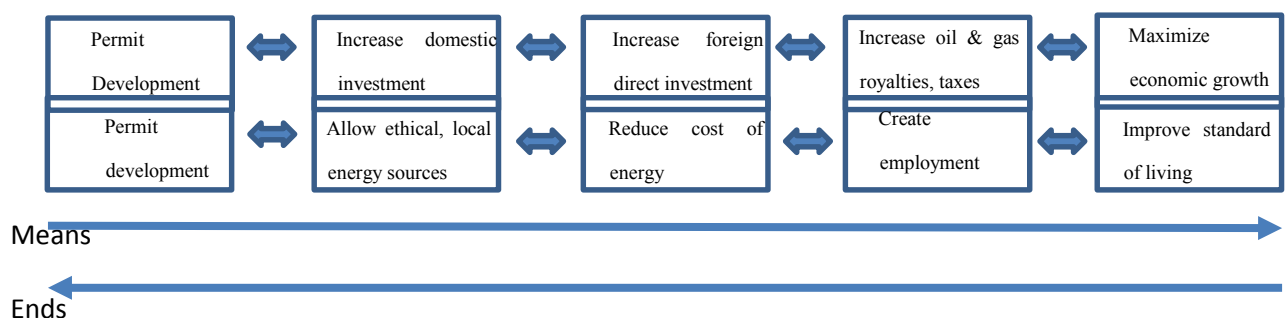 Permit
Development
Increase domestic
investment
Increase foreign
direct investment
Increase oil & gas
royalties, taxes
Maximize
economic growth
Permit
development
Allow ethical, local
energy sources
Reduce cost of
energy
Create
employment
Improve standard
of living
Means
Ends